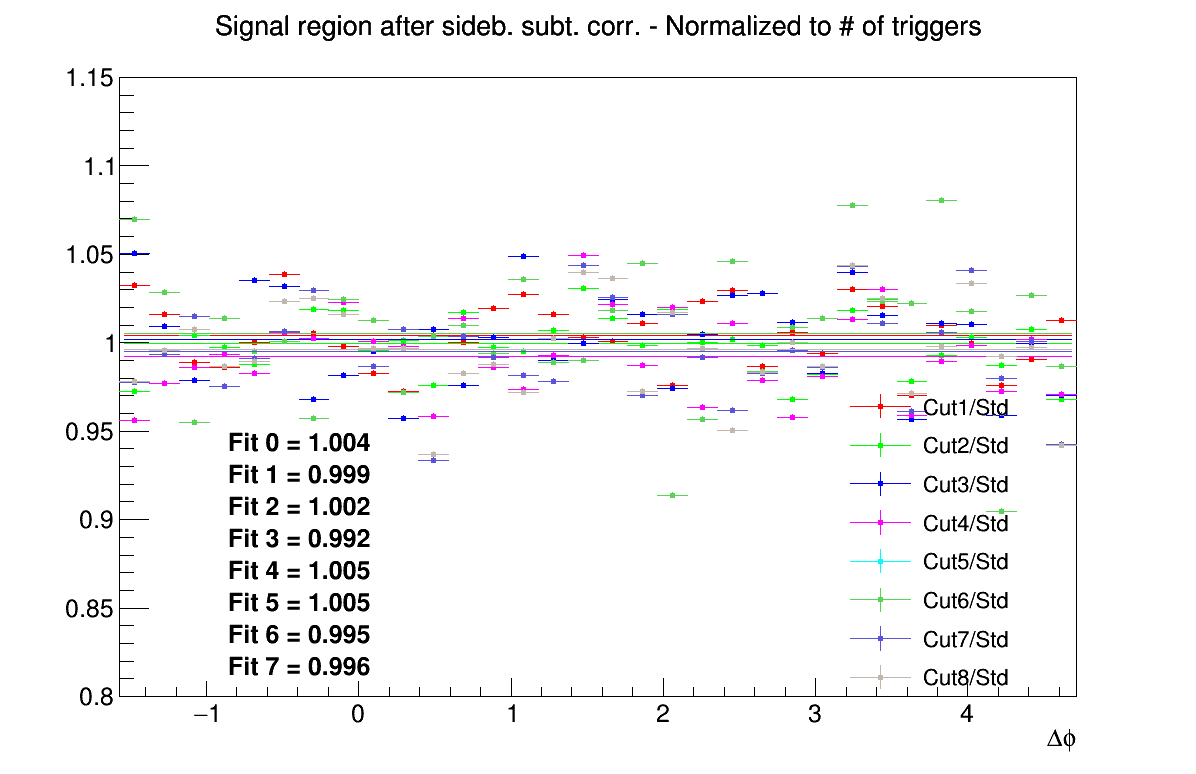 Signal region after sideb. subt. corr. - Normalized to # of triggers
1.15
1.1
1.05
1
0.95
0.9
0.85
0.8
Fit 0 = 1.004
Fit 1 = 0.999
Fit 2 = 1.002
Fit 3 = 0.992
Fit 4 = 1.005
Fit 5 = 1.005
Fit 6 = 0.995
Fit 7 = 0.996
Cut1/Std
Cut2/Std
Cut3/Std
Cut4/Std
Cut5/Std
Cut6/Std
Cut7/Std
Cut8/Std
−1 0 1 2 3 4
Δϕ